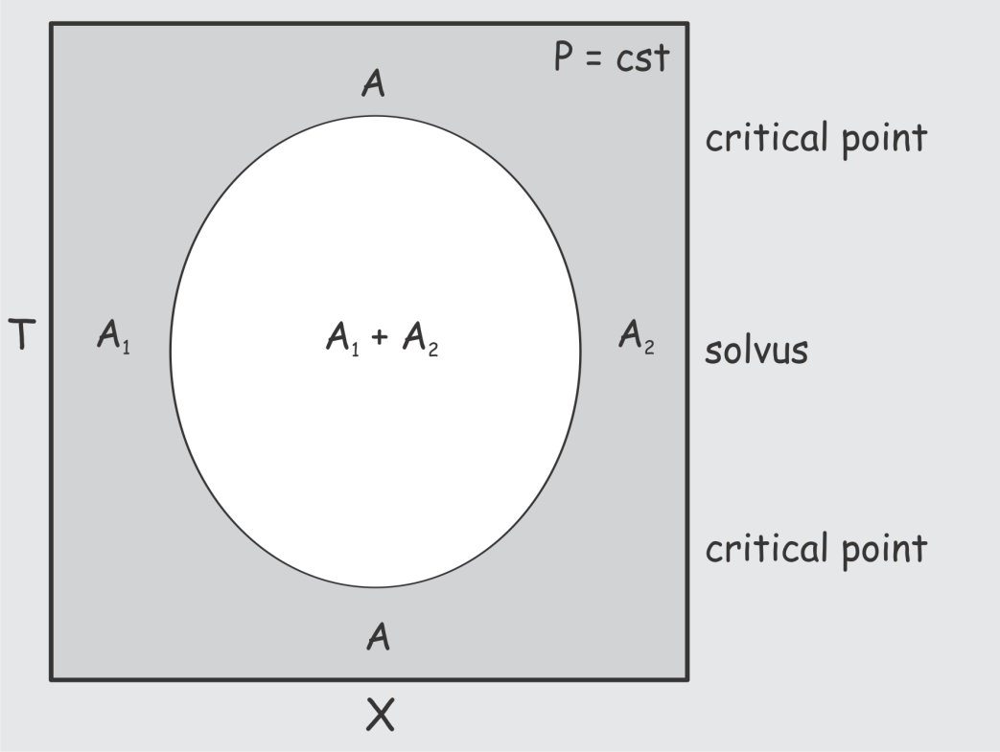 P = cst
A
critical point
T
A₁
A₁ + A₂
A₂
solvus
critical point
A
X